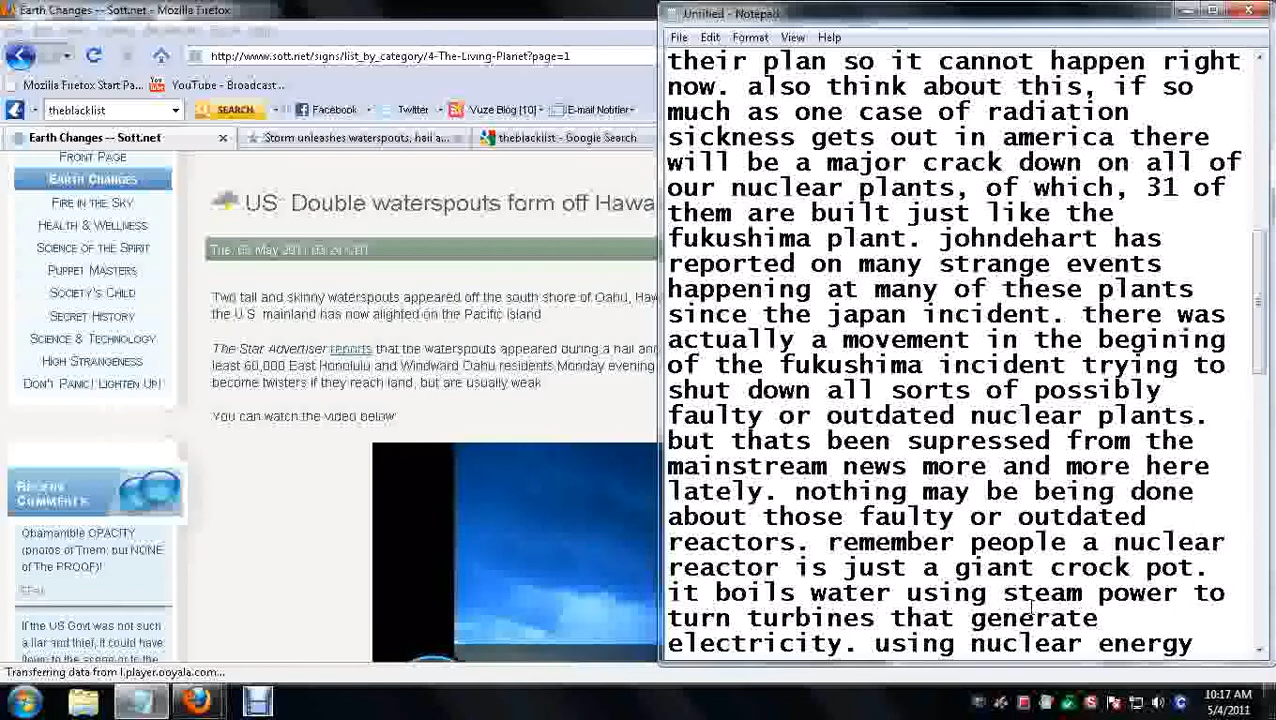 Earth Changes -- Sott.net - Mozilla Firefox
http://www.sott.net/signs/list_by_category/4-The-Living-Planet?page=1
Mozilla Firefox Start Pa...
YouTube - Broadcast...
theblacklist
SEARCH
Facebook
Twitter
Vuze Blog [10]
E-mail Notifier
Earth Changes -- Sott.net
Storm unleashes waterspouts, hail a...
theblacklist - Google Search
FRONT PAGE
EARTH CHANGES
FIRE IN THE SKY
HEALTH & WELLNESS
SCIENCE OF THE SPIRIT
PUPPET MASTERS
SOCIETY'S CHILD
SECRET HISTORY
SCIENCE & TECHNOLOGY
HIGH STRANGENESS
DON'T PANIC! LIGHTEN UP!
RECENT COMMENTS
Obamanible OPACITY
(photos of Them; but NONE
of The PROOF!)
If the US Govt was not such
a liar and thief, it could have
US: Double waterspouts form off Hawa
Two tall and skinny waterspouts appeared off the south shore of Oahu, Haw
the U.S. mainland has now alighted on the Pacific Island
The Star Advertiser reports that the waterspouts appeared during a hail and
least 60,000 East Honolulu and Windward Oahu residents Monday evening
become twisters if they reach land, but are usually weak
You can watch the video below
Transferring data from l.player.ooyala.com...
Untitled - Notepad
File Edit Format View Help
their plan so it cannot happen right
now. also think about this, if so
much as one case of radiation
sickness gets out in america there
will be a major crack down on all of
our nuclear plants, of which, 31 of
them are built just like the
fukushima plant. johndehart has
reported on many strange events
happening at many of these plants
since the japan incident. there was
actually a movement in the begining
of the fukushima incident trying to
shut down all sorts of possibly
faulty or outdated nuclear plants.
but thats been supressed from the
mainstream news more and more here
lately. nothing may be being done
about those faulty or outdated
reactors. remember people a nuclear
reactor is just a giant crock pot.
it boils water using steam power to
turn turbines that generate
electricity. using nuclear energy
10:17 AM
5/4/2011